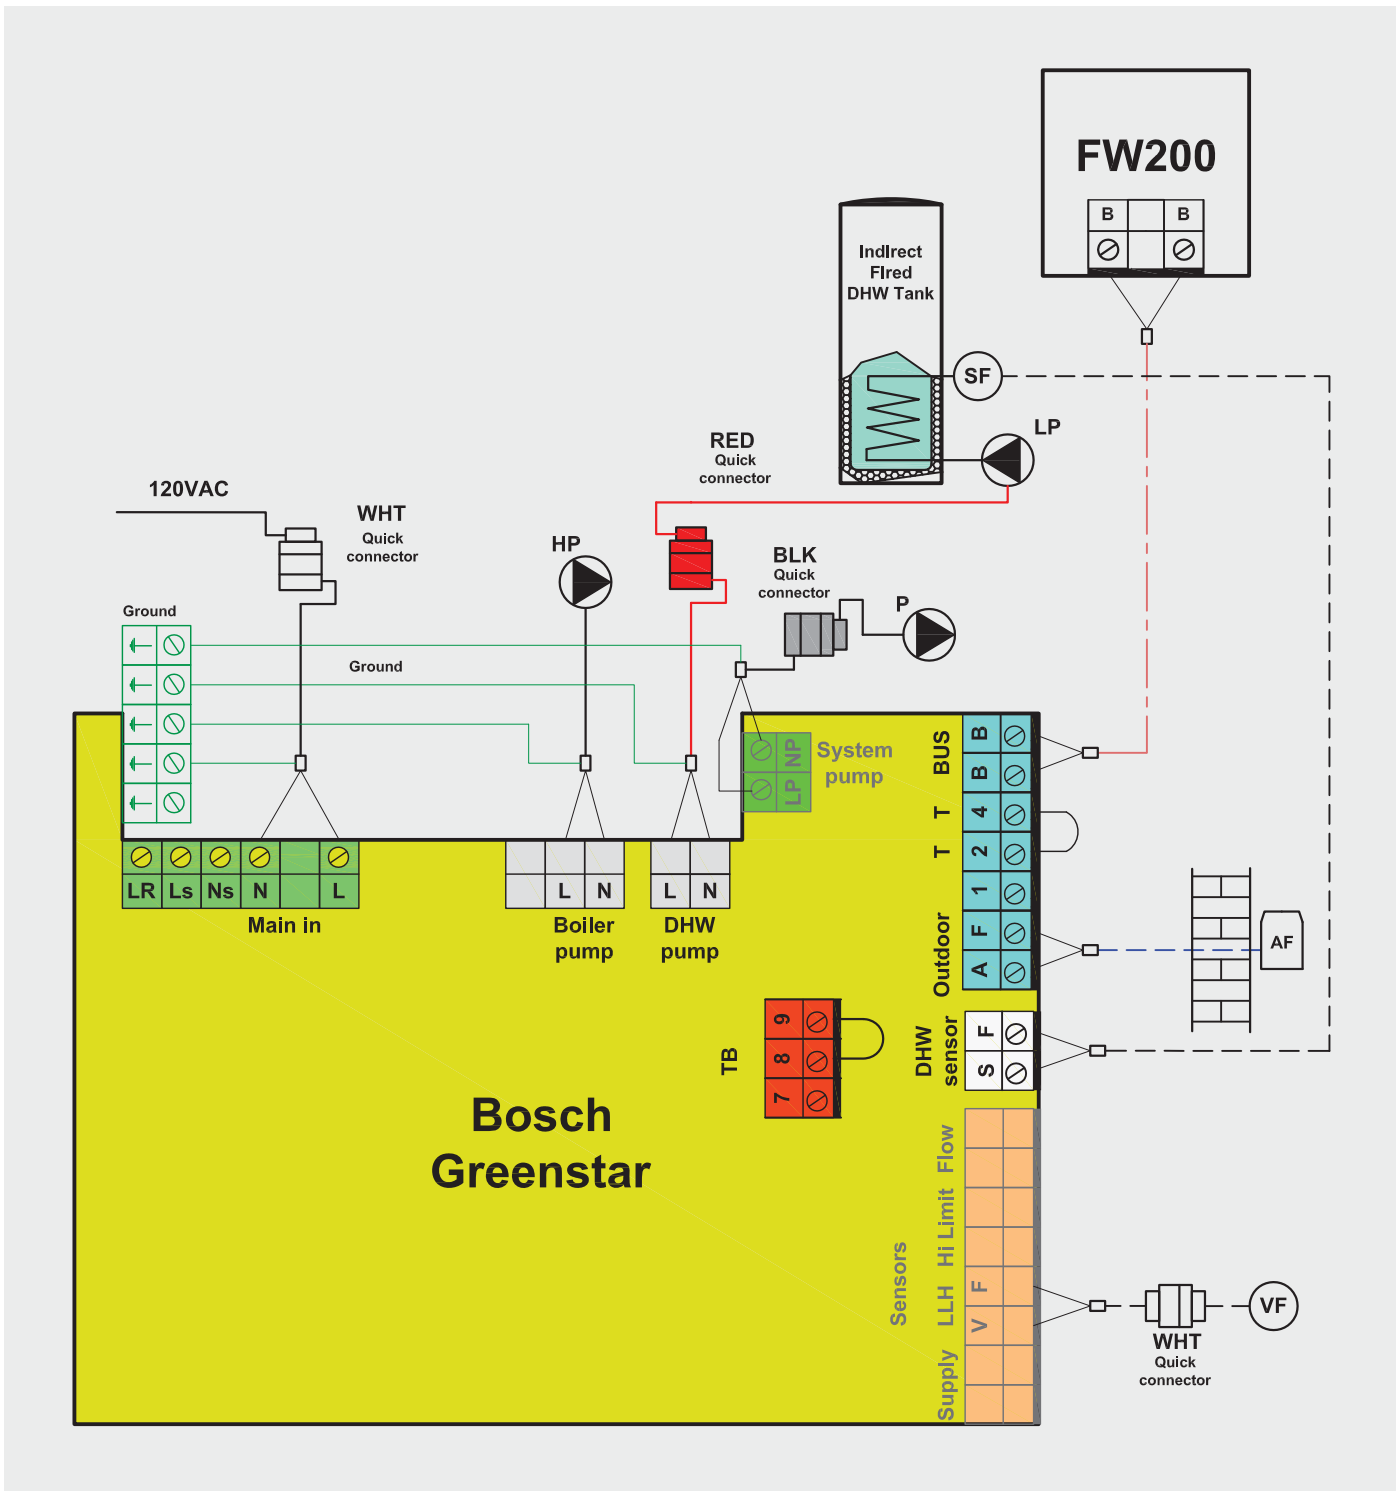 FW200
B B
Indirect
Fired
DHW Tank
SF
LP
RED
Quick
connector
120VAC
WHT
Quick
connector
HP
BLK
Quick
connector
P
Ground
Ground
NP
LP
System
pump
BUS
B
B
T
4
T
2
1
Outdoor
F
A
AF
LR Ls Ns N L
Main in
L N
Boiler
pump
L N
DHW
pump
TB
9
8
7
DHW
sensor
F
S
Bosch
Greenstar
Sensors
Flow
Hi Limit
LLH
F
V
Supply
VF
WHT
Quick
connector